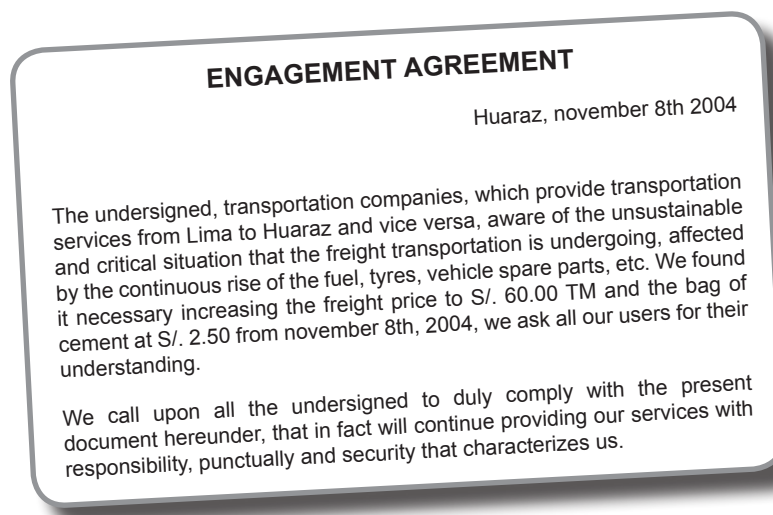 ENGAGEMENT AGREEMENT
Huaraz, november 8th 2004
The undersigned, transportation companies, which provide transportation
services from Lima to Huaraz and vice versa, aware of the unsustainable
and critical situation that the freight transportation is undergoing, affected
by the continuous rise of the fuel, tyres, vehicle spare parts, etc. We found
it necessary increasing the freight price to S/. 60.00 TM and the bag of
cement at S/. 2.50 from november 8th, 2004, we ask all our users for their
understanding.
We call upon all the undersigned to duly comply with the present
document hereunder, that in fact will continue providing our services with
responsibility, punctually and security that characterizes us.